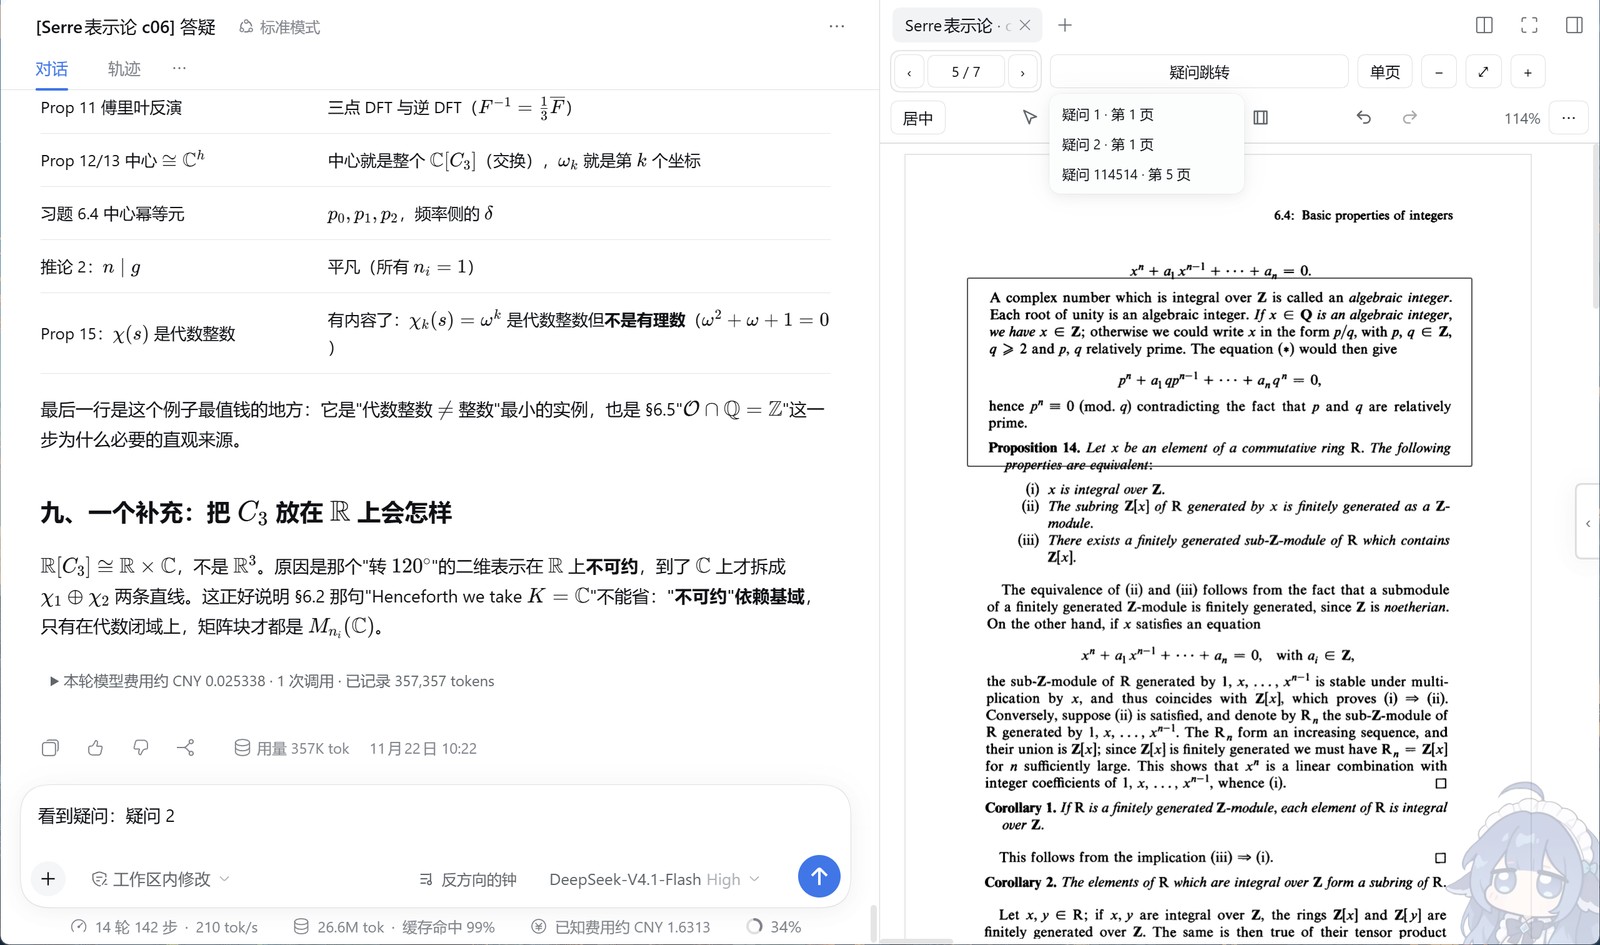 [Serre表示论 c06] 答疑 标准模式 ···
对话 轨迹 ···
Prop 11 傅里叶反演 三点 DFT 与逆 DFT（F⁻¹ = ⅓F̅）
Prop 12/13 中心 ≅ ℂʰ 中心就是整个 ℂ[C₃]（交换），ωₖ 就是第 k 个坐标
习题 6.4 中心幂等元 p₀, p₁, p₂，频率侧的 δ
推论 2：n | g 平凡（所有 nᵢ = 1）
Prop 15：χ(s) 是代数整数 有内容了：χₖ(s) = ωᵏ 是代数整数但不是有理数（ω² + ω + 1 = 0
）
最后一行是这个例子最值钱的地方：它是"代数整数 ≠ 整数"最小的实例，也是 §6.5"𝒪 ∩ ℚ = ℤ"这一
步为什么必要的直观来源。
九、一个补充：把 C₃ 放在 ℝ 上会怎样
ℝ[C₃] ≅ ℝ × ℂ，不是 ℝ³。原因是那个"转 120°"的二维表示在 ℝ 上不可约，到了 ℂ 上才拆成
χ₁ ⊕ χ₂ 两条直线。这正好说明 §6.2 那句"Henceforth we take K = ℂ"不能省："不可约"依赖基域，
只有在代数闭域上，矩阵块才都是 Mₙᵢ(ℂ)。
▶ 本轮模型费用约 CNY 0.025338 · 1 次调用 · 已记录 357,357 tokens
用量 357K tok 11月22日 10:22
看到疑问：疑问 2
+ 工作区内修改 反方向的钟 DeepSeek-V4.1-Flash High
14 轮 142 步 · 210 tok/s 26.6M tok · 缓存命中 99% 已知费用约 CNY 1.6313 34%
Serre表示论 · × +
‹ 5 / 7 › 疑问跳转 单页 − +
居中 114% ···
疑问 1 · 第 1 页
疑问 2 · 第 1 页
疑问 114514 · 第 5 页
6.4: Basic properties of integers
xⁿ + a₁xⁿ⁻¹ + ··· + aₙ = 0.
A complex number which is integral over Z is called an algebraic integer.
Each root of unity is an algebraic integer. If x ∈ Q is an algebraic integer,
we have x ∈ Z; otherwise we could write x in the form p/q, with p, q ∈ Z,
q ⩾ 2 and p, q relatively prime. The equation (*) would then give
pⁿ + a₁qpⁿ⁻¹ + ··· + aₙqⁿ = 0,
hence pⁿ ≡ 0 (mod. q) contradicting the fact that p and q are relatively
prime.
Proposition 14. Let x be an element of a commutative ring R. The following
properties are equivalent:
(i) x is integral over Z.
(ii) The subring Z[x] of R generated by x is finitely generated as a Z-
module.
(iii) There exists a finitely generated sub-Z-module of R which contains
Z[x].
The equivalence of (ii) and (iii) follows from the fact that a submodule
of a finitely generated Z-module is finitely generated, since Z is noetherian.
On the other hand, if x satisfies an equation
xⁿ + a₁xⁿ⁻¹ + ··· + aₙ = 0, with aᵢ ∈ Z,
the sub-Z-module of R generated by 1, x, . . . , xⁿ⁻¹ is stable under multi-
plication by x, and thus coincides with Z[x], which proves (i) ⇒ (ii).
Conversely, suppose (ii) is satisfied, and denote by Rₙ the sub-Z-module of
R generated by 1, x, . . . , xⁿ⁻¹. The Rₙ form an increasing sequence, and
their union is Z[x]; since Z[x] is finitely generated we must have Rₙ = Z[x]
for n sufficiently large. This shows that xⁿ is a linear combination with
integer coefficients of 1, x, . . . , xⁿ⁻¹, whence (i). □
Corollary 1. If R is a finitely generated Z-module, each element of R is integral
over Z.
This follows from the implication (iii) ⇒ (i). □
Corollary 2. The elements of R which are integral over Z form a subring of R.
Let x, y ∈ R; if x, y are integral over Z, the rings Z[x] and Z[y] are
finitely generated over Z. The same is then true of their tensor product